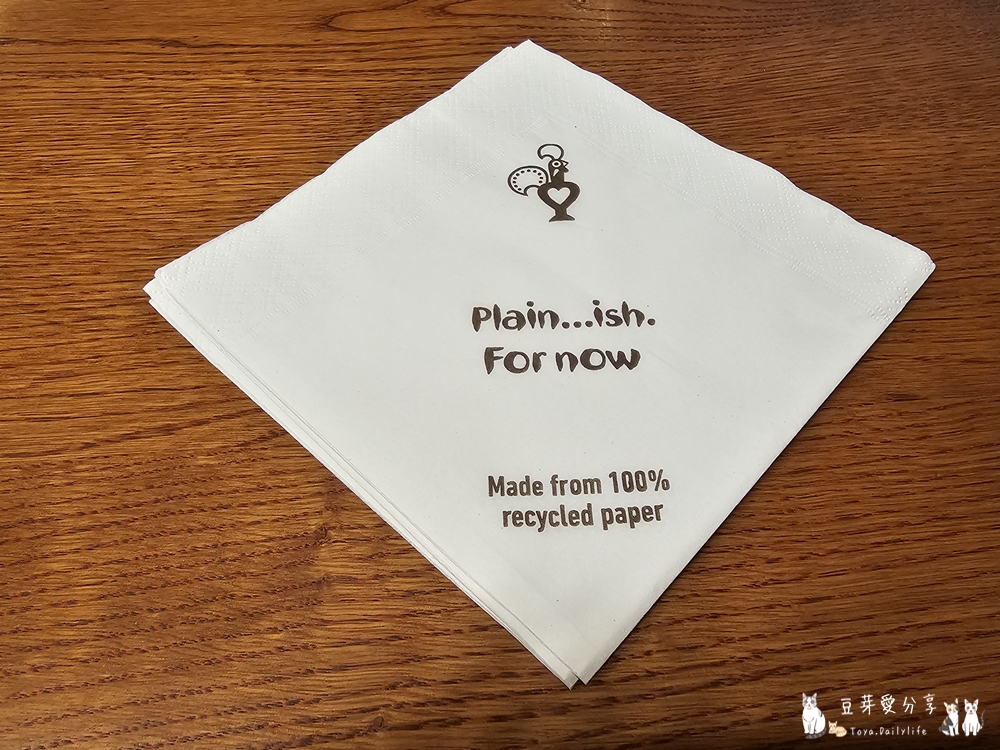 Plain...ish.
For now
Made from 100%
recycled paper
豆芽愛分享
Toya.Dailylife